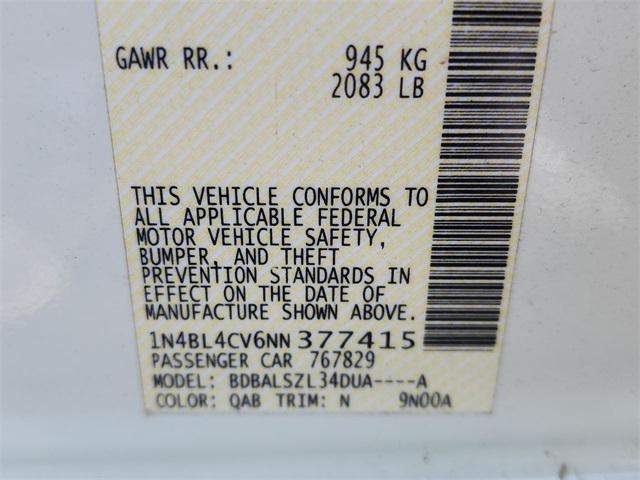 GAWR RR.: 945 KG
2083 LB
THIS VEHICLE CONFORMS TO
ALL APPLICABLE FEDERAL
MOTOR VEHICLE SAFETY,
BUMPER, AND THEFT
PREVENTION STANDARDS IN
EFFECT ON THE DATE OF
MANUFACTURE SHOWN ABOVE.
1N4BL4CV6NN377415
PASSENGER CAR 767829
MODEL: BDBALSZL34DUA----A
COLOR: QAB TRIM: N 9N00A